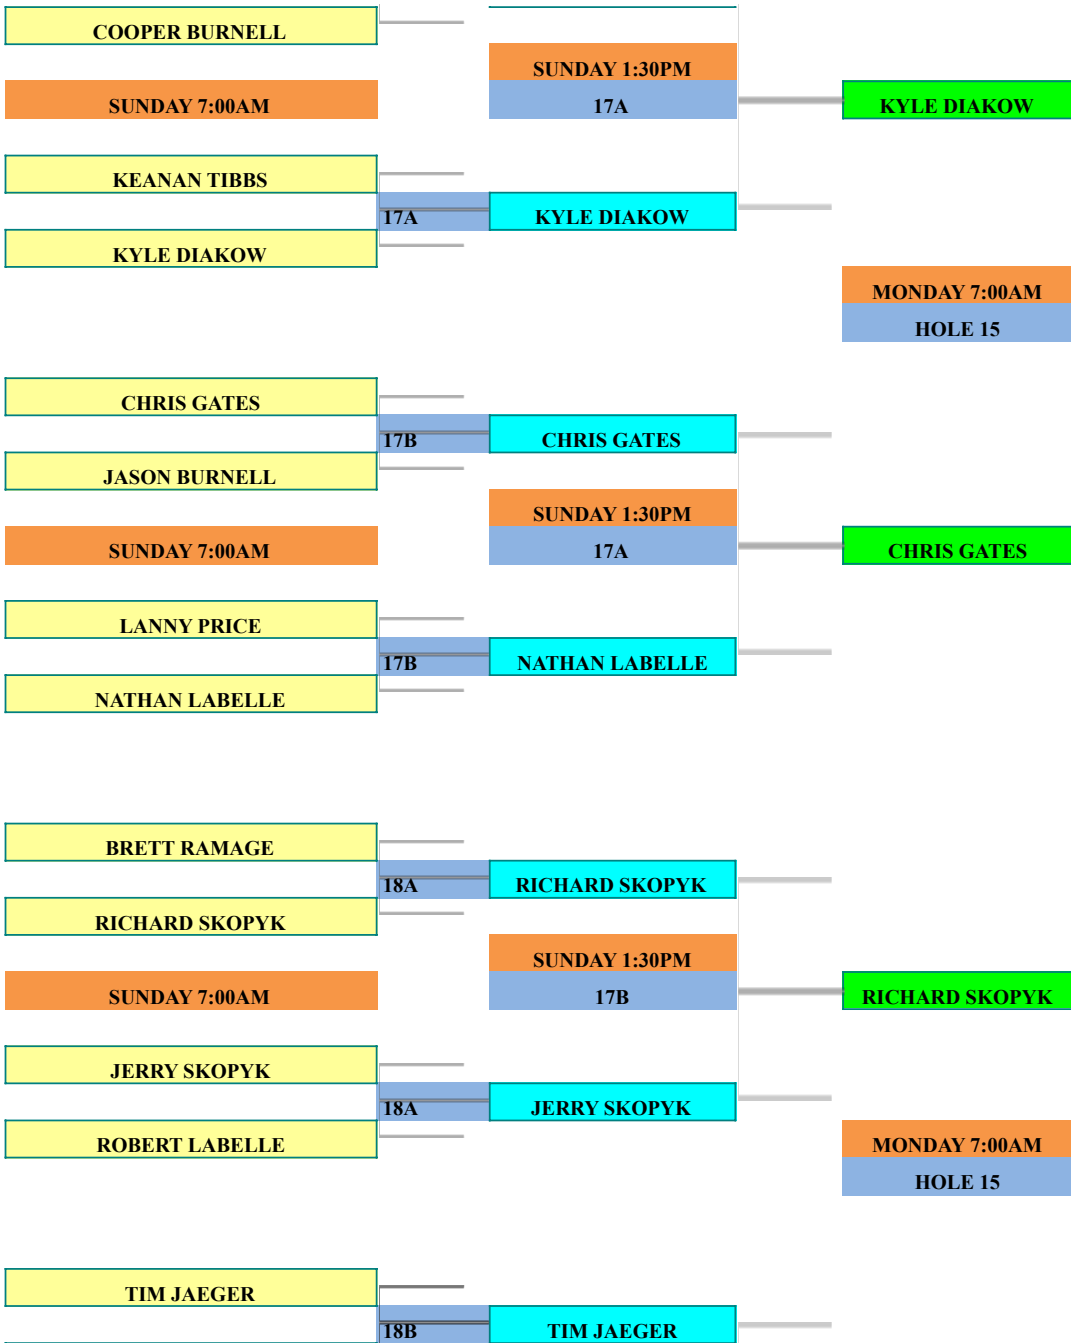 COOPER BURNELL
SUNDAY 1:30PM
SUNDAY 7:00AM
17A
KYLE DIAKOW
KEANAN TIBBS
17A
KYLE DIAKOW
KYLE DIAKOW
MONDAY 7:00AM
HOLE 15
CHRIS GATES
17B
CHRIS GATES
JASON BURNELL
SUNDAY 1:30PM
SUNDAY 7:00AM
17A
CHRIS GATES
LANNY PRICE
17B
NATHAN LABELLE
NATHAN LABELLE
BRETT RAMAGE
18A
RICHARD SKOPYK
RICHARD SKOPYK
SUNDAY 1:30PM
SUNDAY 7:00AM
17B
RICHARD SKOPYK
JERRY SKOPYK
18A
JERRY SKOPYK
ROBERT LABELLE
MONDAY 7:00AM
HOLE 15
TIM JAEGER
18B
TIM JAEGER